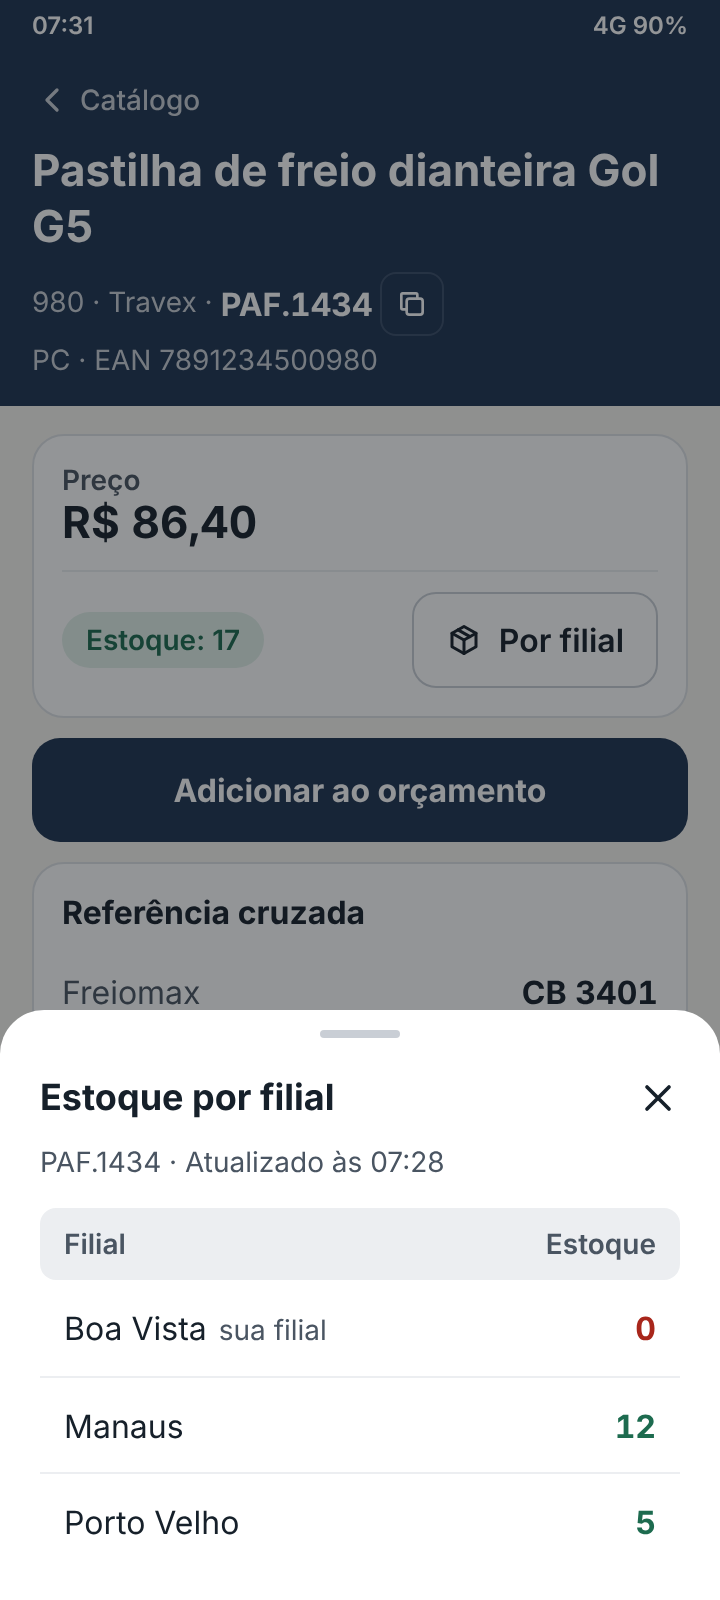 07:31
4G 90%
Catálogo
Pastilha de freio dianteira Gol
G5
980 · Travex · PAF.1434
PC · EAN 7891234500980
Preço
R$ 86,40
Estoque: 17
Por filial
Adicionar ao orçamento
Referência cruzada
Freiomax CB 3401
Estoque por filial
PAF.1434 · Atualizado às 07:28
Filial Estoque
Boa Vista sua filial 0
Manaus 12
Porto Velho 5